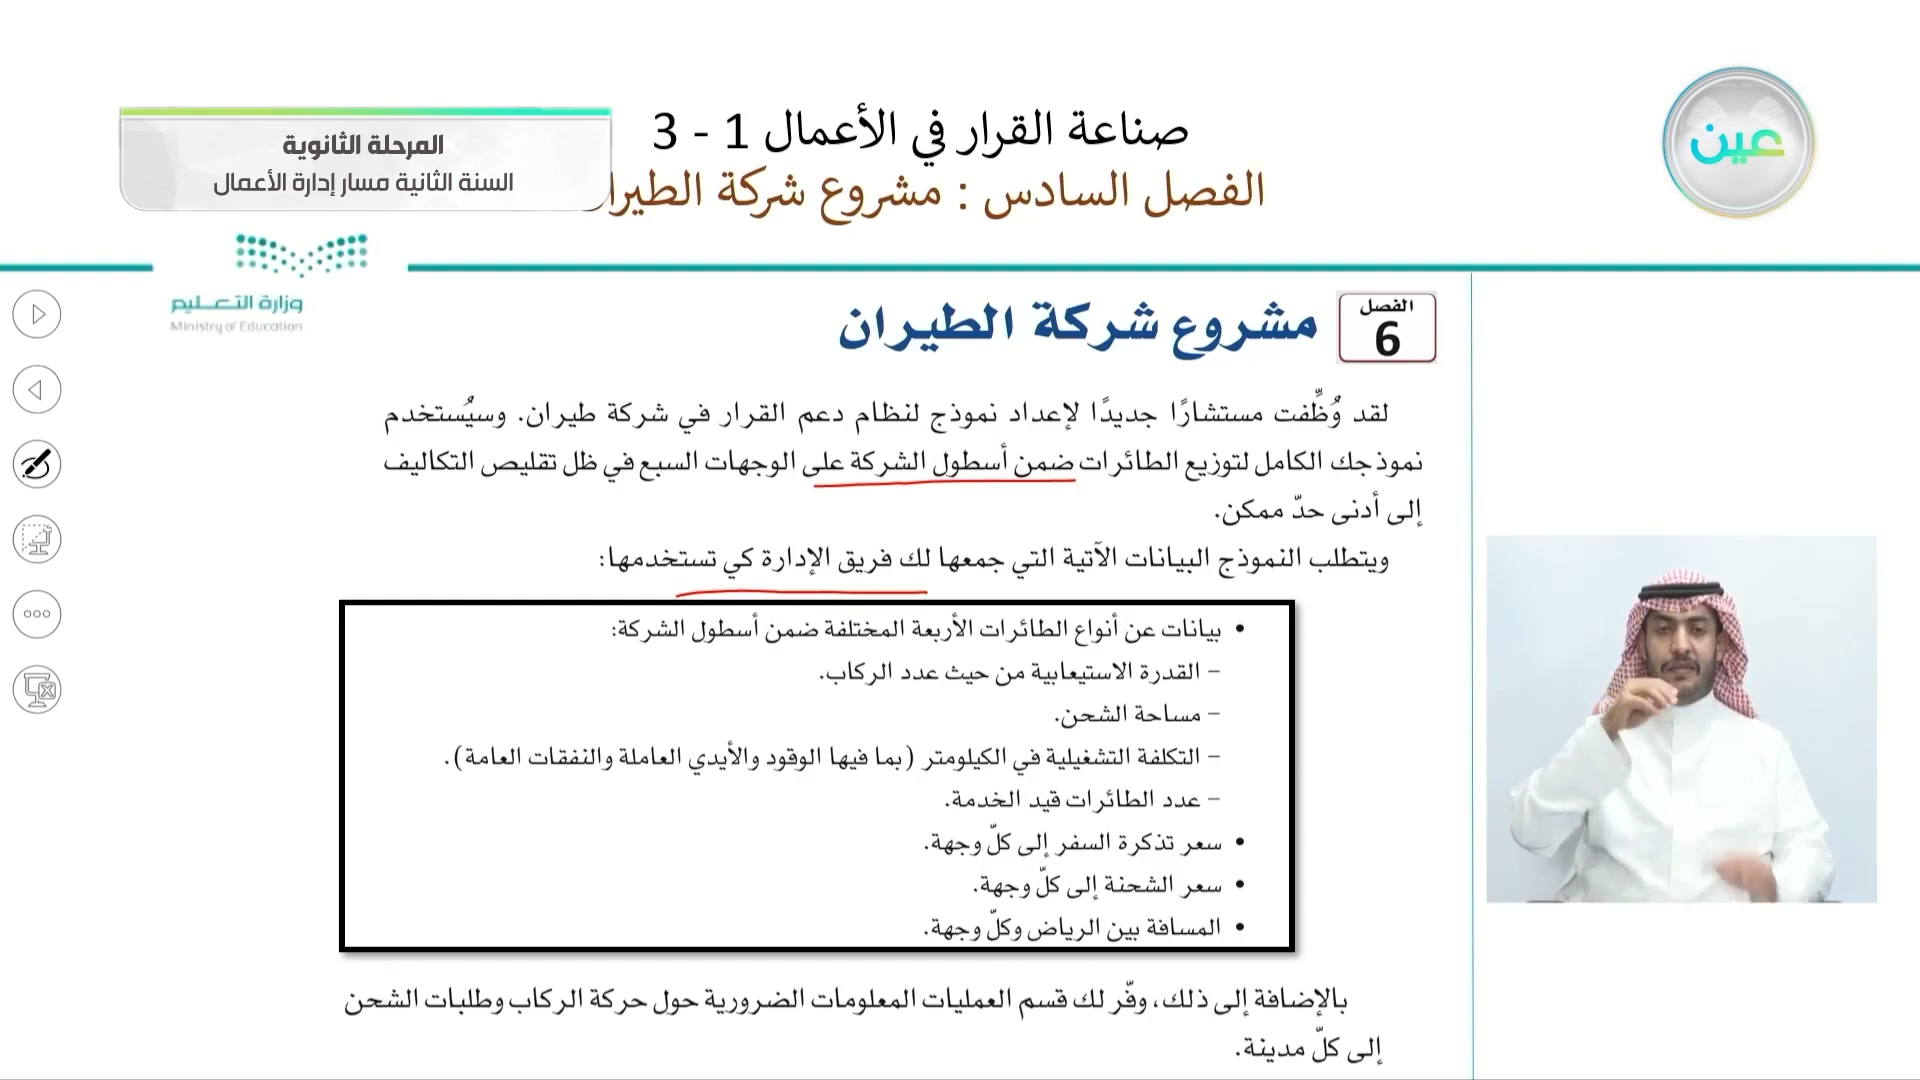 صناعة القرار في الأعمال 1 - 3
المرحلة الثانوية
السنة الثانية مسار إدارة الأعمال
الفصل السادس : مشروع شركة
عين
وزارة التعليم
Ministry of Education
الفصل
6
مشروع شركة الطيران
لقد وُظِّفت مستشارًا جديدًا لإعداد نموذج لنظام دعم القرار في شركة طيران. وسيُستخدم
نموذجك الكامل لتوزيع الطائرات ضمن أسطول الشركة على الوجهات السبع في ظل تقليص التكاليف
إلى أدنى حدّ ممكن.
ويتطلب النموذج البيانات الآتية التي جمعها لك فريق الإدارة كي تستخدمها:
• بيانات عن أنواع الطائرات الأربعة المختلفة ضمن أسطول الشركة:
– القدرة الاستيعابية من حيث عدد الركاب.
– مساحة الشحن.
– التكلفة التشغيلية في الكيلومتر (بما فيها الوقود والأيدي العاملة والنفقات العامة).
– عدد الطائرات قيد الخدمة.
• سعر تذكرة السفر إلى كلّ وجهة.
• سعر الشحنة إلى كلّ وجهة.
• المسافة بين الرياض وكلّ وجهة.
بالإضافة إلى ذلك، وفّر لك قسم العمليات المعلومات الضرورية حول حركة الركاب وطلبات الشحن
إلى كلّ مدينة.